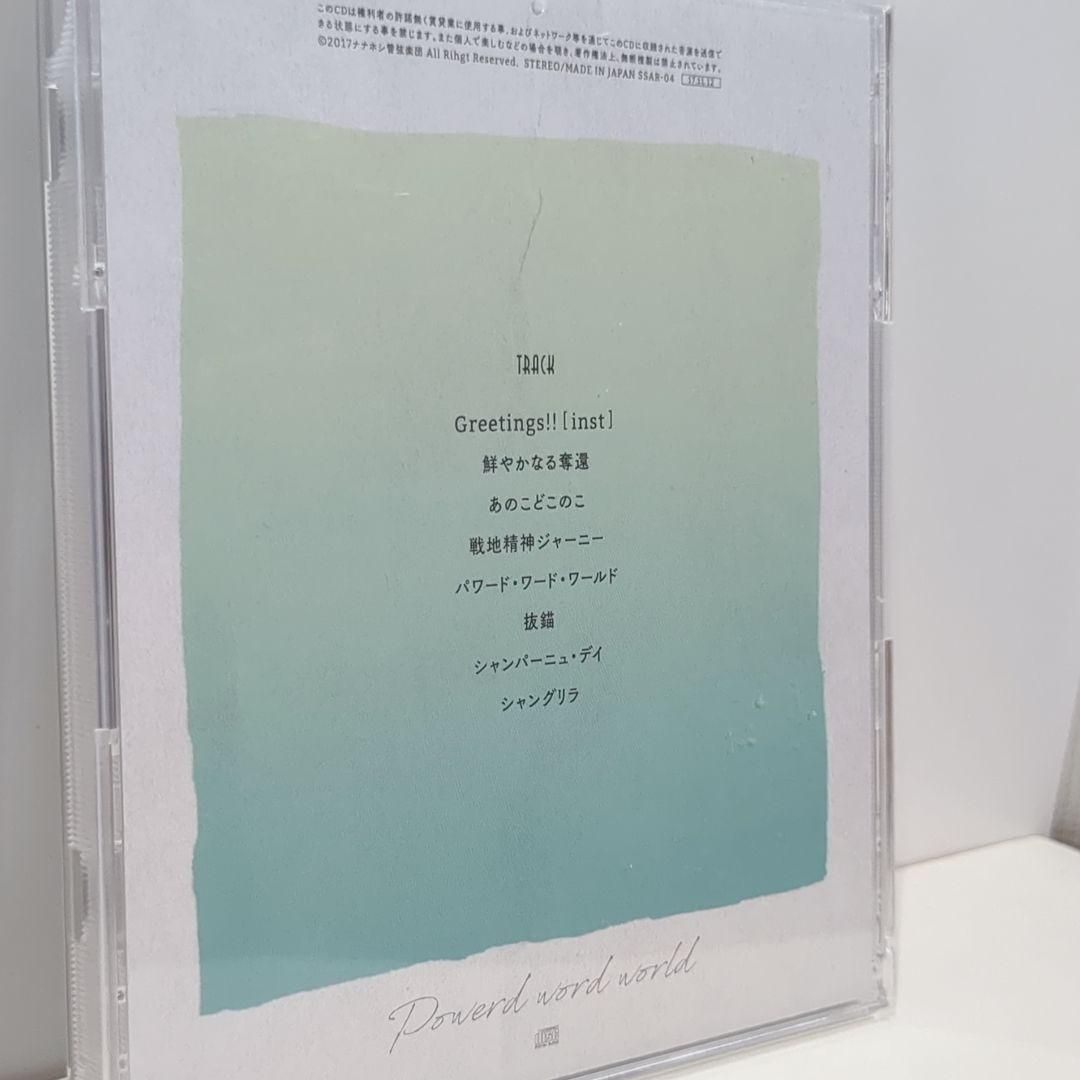 このCDは権利者の許諾無く賃貸業に使用する事、およびネットワーク等を通じてこのCDに収録された音源を送信で
きる状態にする事を禁じます。また個人で楽しむなどの場合を覗き、著作権法上、無断複製は禁止されています。
©2017ナナホシ管弦楽団 All Rihgt Reserved. STEREO/MADE IN JAPAN SSAR-04
TRACK
Greetings!! [inst]
鮮やかなる奪還
あのこどこのこ
戦地精神ジャーニー
パワード・ワード・ワールド
抜錨
シャンパーニュ・デイ
シャングリラ
Powerd word world